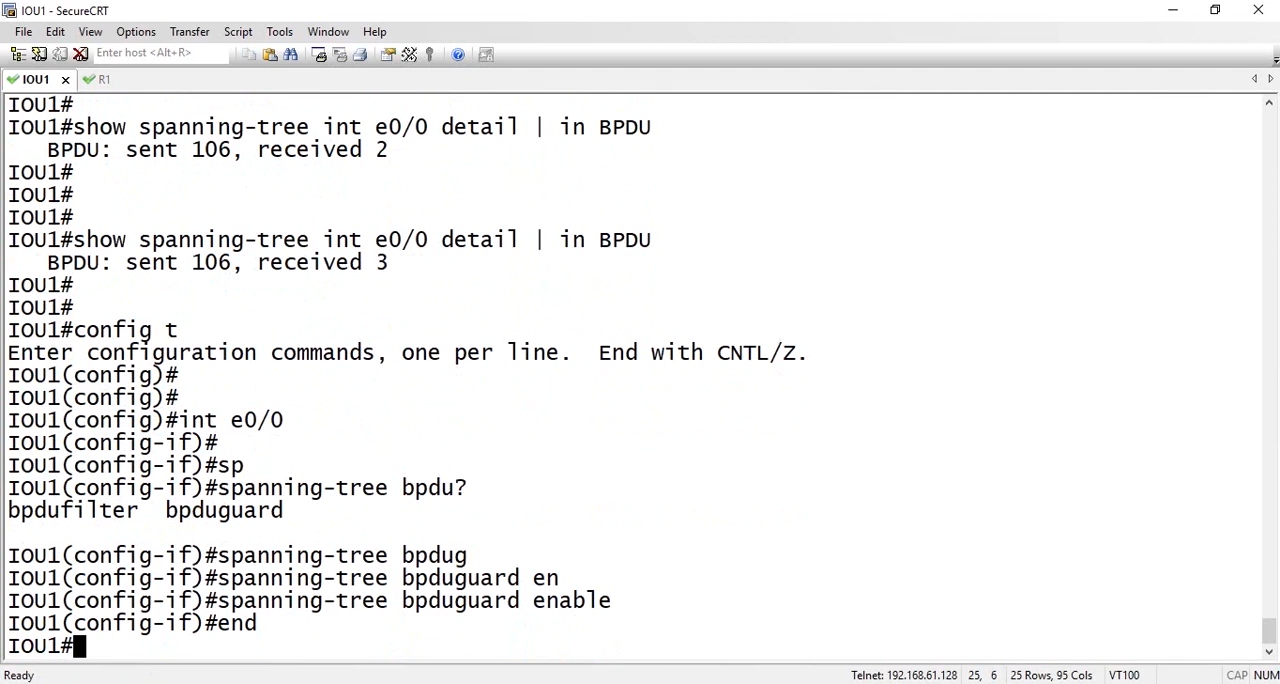 IOU1 - SecureCRT
File Edit View Options Transfer Script Tools Window Help
Enter host <Alt+R>
IOU1 R1
IOU1#
IOU1#show spanning-tree int e0/0 detail | in BPDU
   BPDU: sent 106, received 2
IOU1#
IOU1#
IOU1#
IOU1#show spanning-tree int e0/0 detail | in BPDU
   BPDU: sent 106, received 3
IOU1#
IOU1#
IOU1#config t
Enter configuration commands, one per line.  End with CNTL/Z.
IOU1(config)#
IOU1(config)#
IOU1(config)#int e0/0
IOU1(config-if)#
IOU1(config-if)#sp
IOU1(config-if)#spanning-tree bpdu?
bpdufilter  bpduguard
IOU1(config-if)#spanning-tree bpdug
IOU1(config-if)#spanning-tree bpduguard en
IOU1(config-if)#spanning-tree bpduguard enable
IOU1(config-if)#end
IOU1#
Ready Telnet: 192.168.61.128 25, 6 25 Rows, 95 Cols VT100 CAP NUM